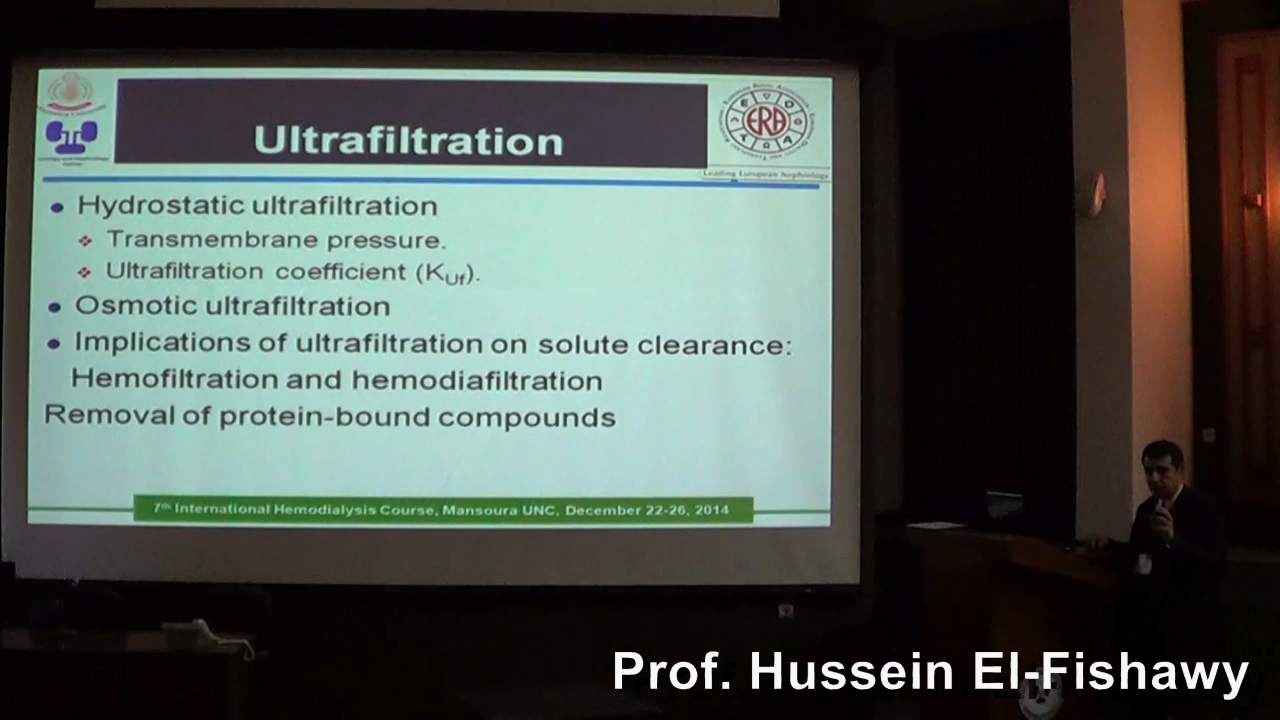 Ultrafiltration
ERA
Leading European Nephrology
• Hydrostatic ultrafiltration
❖ Transmembrane pressure.
❖ Ultrafiltration coefficient (KUf).
• Osmotic ultrafiltration
• Implications of ultrafiltration on solute clearance:
Hemofiltration and hemodiafiltration
Removal of protein-bound compounds
7th International Hemodialysis Course, Mansoura UNC, December 22-26, 2014
Prof. Hussein El-Fishawy